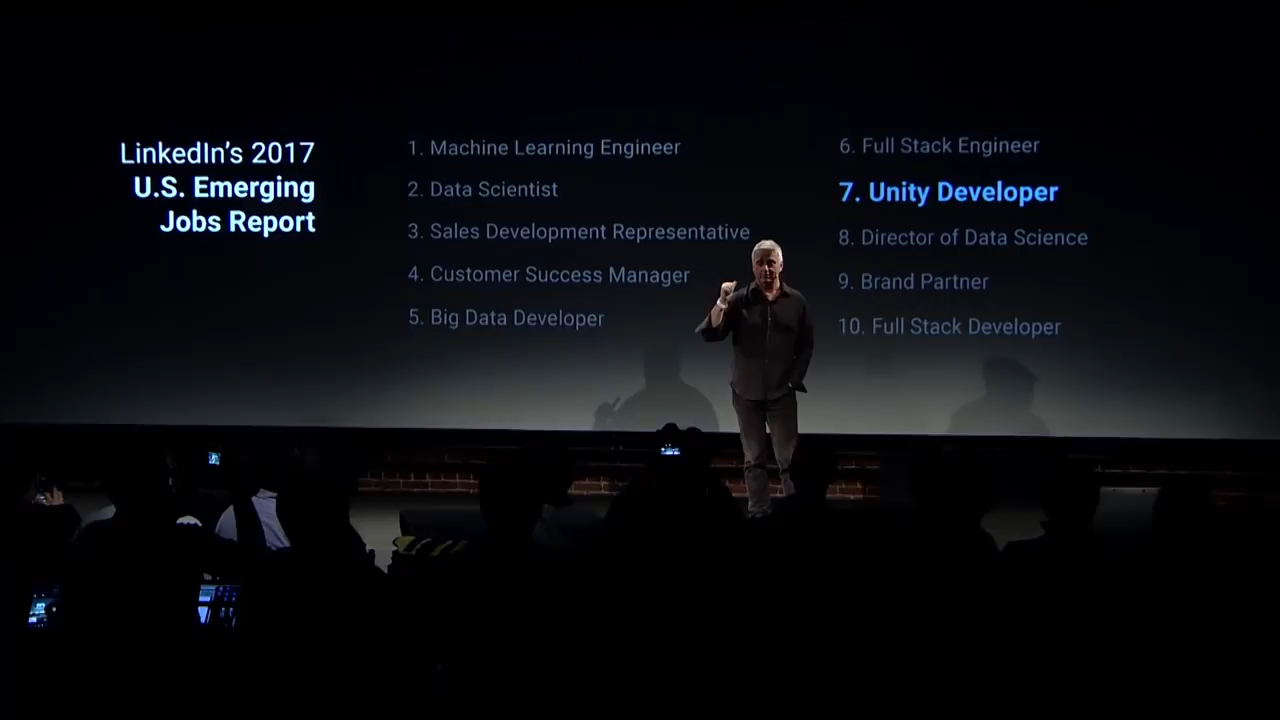 LinkedIn's 2017
U.S. Emerging
Jobs Report
1. Machine Learning Engineer
2. Data Scientist
3. Sales Development Representative
4. Customer Success Manager
5. Big Data Developer
6. Full Stack Engineer
7. Unity Developer
8. Director of Data Science
9. Brand Partner
10. Full Stack Developer